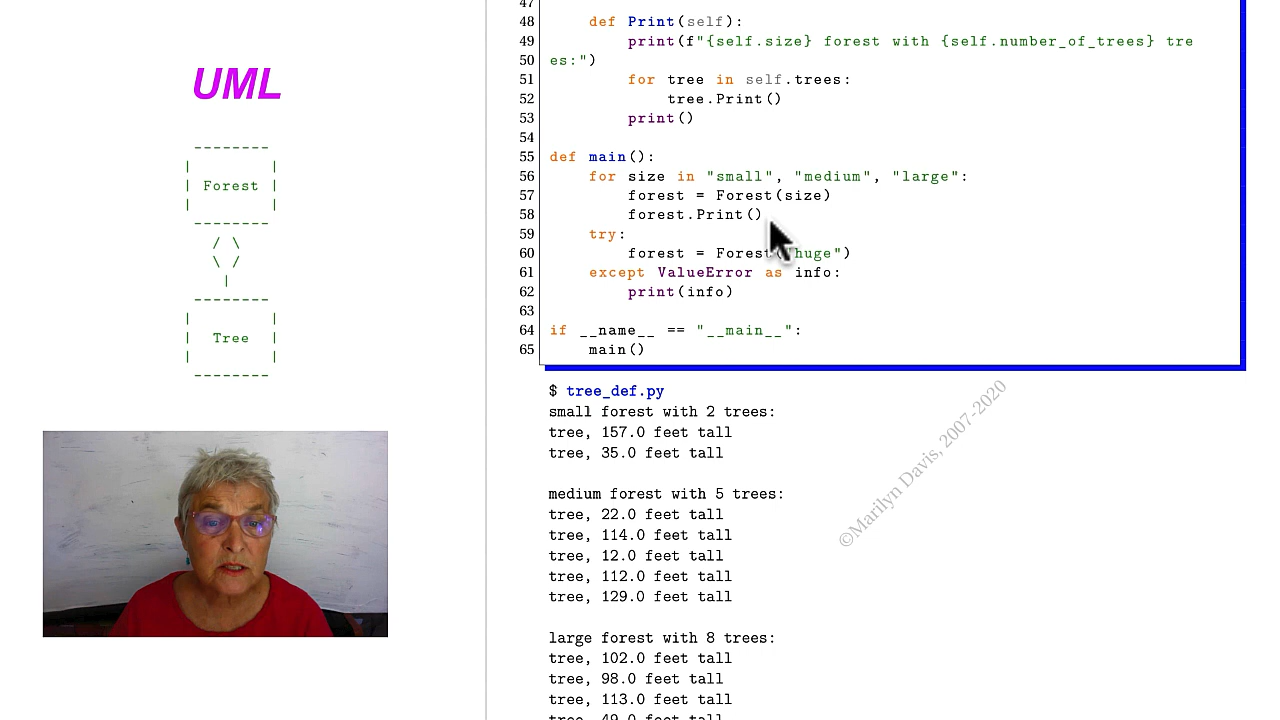 UML
--------
|        |
| Forest |
|        |
--------
/ \
\ /
|
--------
|        |
|  Tree  |
|        |
--------
47
48     def Print(self):
49         print(f"{self.size} forest with {self.number_of_trees} tre
50 es:")
51         for tree in self.trees:
52             tree.Print()
53         print()
54
55 def main():
56     for size in "small", "medium", "large":
57         forest = Forest(size)
58         forest.Print()
59     try:
60         forest = Forest("huge")
61     except ValueError as info:
62         print(info)
63
64 if __name__ == "__main__":
65     main()
$ tree_def.py
small forest with 2 trees:
tree, 157.0 feet tall
tree, 35.0 feet tall
medium forest with 5 trees:
tree, 22.0 feet tall
tree, 114.0 feet tall
tree, 12.0 feet tall
tree, 112.0 feet tall
tree, 129.0 feet tall
large forest with 8 trees:
tree, 102.0 feet tall
tree, 98.0 feet tall
tree, 113.0 feet tall
tree, 49.0 feet tall
©Marilyn Davis, 2007-2020